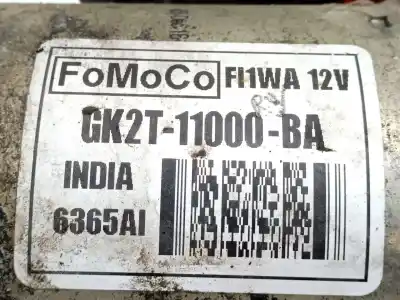 FoMoCo FI1WA 12V
GK2T-11000-BA
INDIA
6365AI